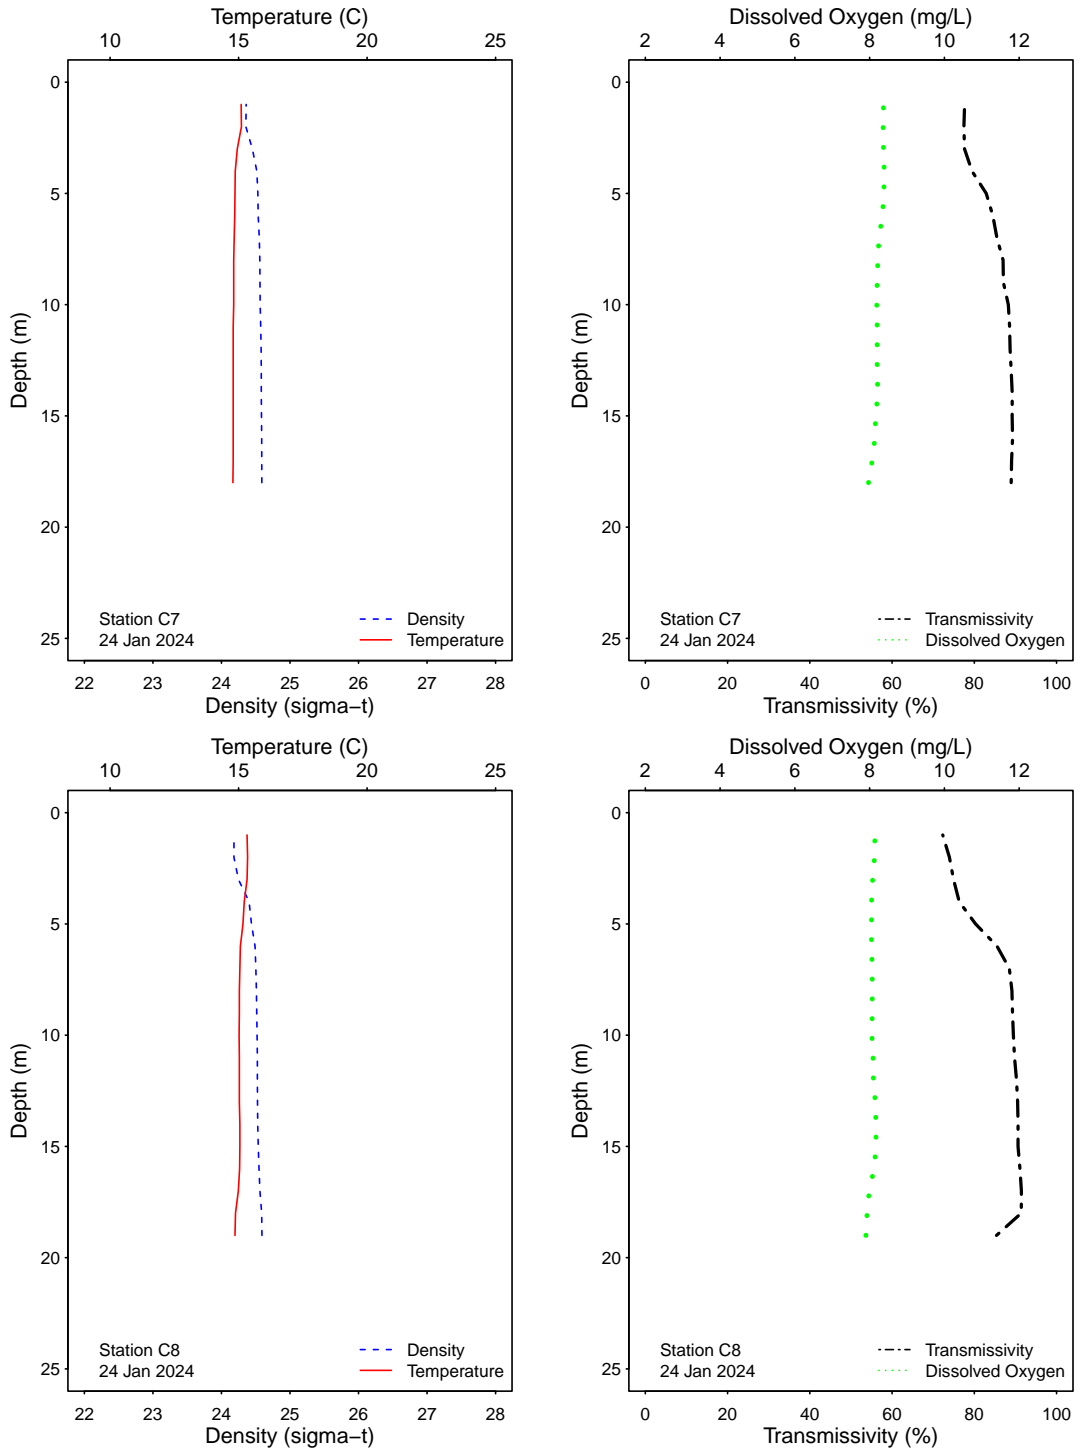 Temperature (C)
10 15 20 25
0
5
10
15
20
25
Depth (m)
Station C7
24 Jan 2024
Density
Temperature
22 23 24 25 26 27 28
Density (sigma−t)
Dissolved Oxygen (mg/L)
2 4 6 8 10 12
0
5
10
15
20
25
Depth (m)
Station C7
24 Jan 2024
Transmissivity
Dissolved Oxygen
0 20 40 60 80 100
Transmissivity (%)
Temperature (C)
10 15 20 25
0
5
10
15
20
25
Depth (m)
Station C8
24 Jan 2024
Density
Temperature
22 23 24 25 26 27 28
Density (sigma−t)
Dissolved Oxygen (mg/L)
2 4 6 8 10 12
0
5
10
15
20
25
Depth (m)
Station C8
24 Jan 2024
Transmissivity
Dissolved Oxygen
0 20 40 60 80 100
Transmissivity (%)